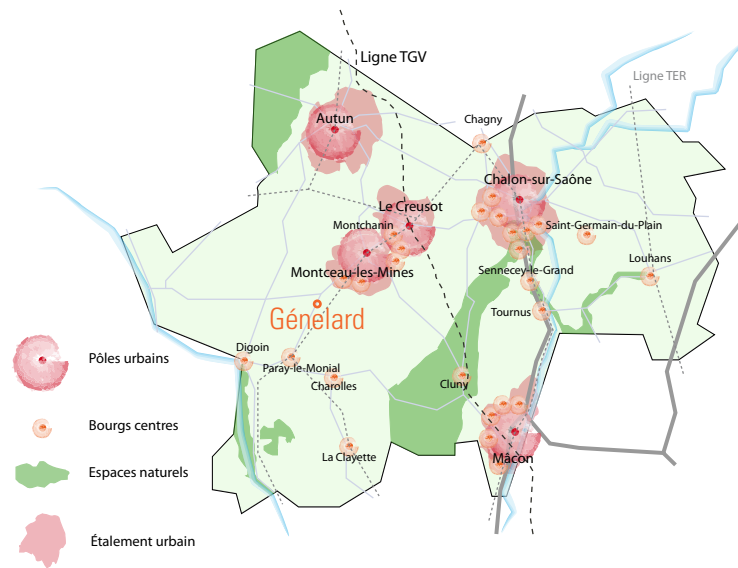 Ligne TGV
Ligne TER
Autun
Chagny
Chalon-sur-Saône
Le Creusot
Montchanin
Saint-Germain-du-Plain
Louhans
Montceau-les-Mines
Sennecey-le-Grand
Génelard
Tournus
Digoin
Paray-le-Monial
Charolles
Cluny
La Clayette
Mâcon
Pôles urbains
Bourgs centres
Espaces naturels
Étalement urbain